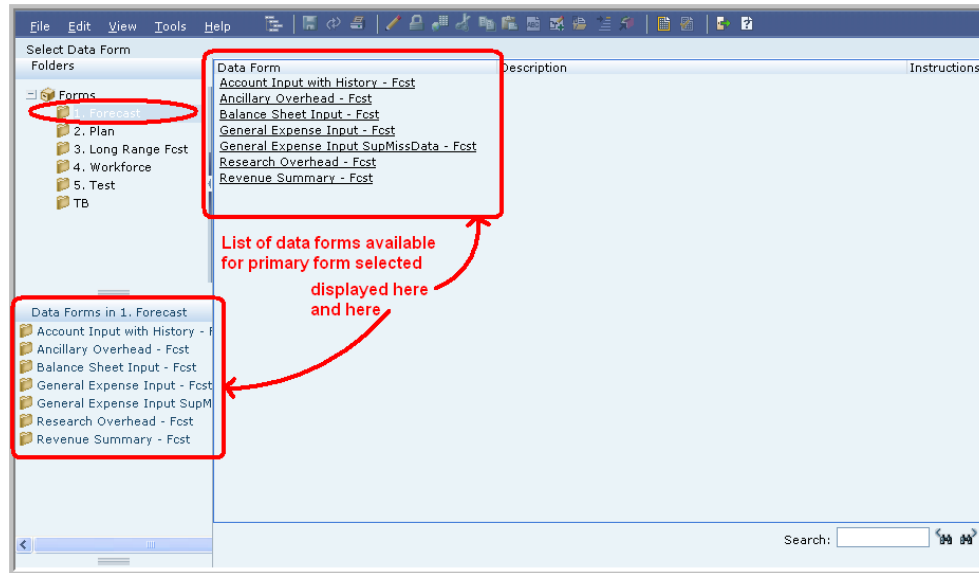 File Edit View Tools Help
Select Data Form
Folders
Forms
1. Forecast
2. Plan
3. Long Range Fcst
4. Workforce
5. Test
TB
Data Form Description Instructions
Account Input with History - Fcst
Ancillary Overhead - Fcst
Balance Sheet Input - Fcst
General Expense Input - Fcst
General Expense Input SupMissData - Fcst
Research Overhead - Fcst
Revenue Summary - Fcst
List of data forms available
for primary form selected
displayed here
and here
Data Forms in 1. Forecast
Account Input with History - F
Ancillary Overhead - Fcst
Balance Sheet Input - Fcst
General Expense Input - Fcst
General Expense Input SupM
Research Overhead - Fcst
Revenue Summary - Fcst
Search: